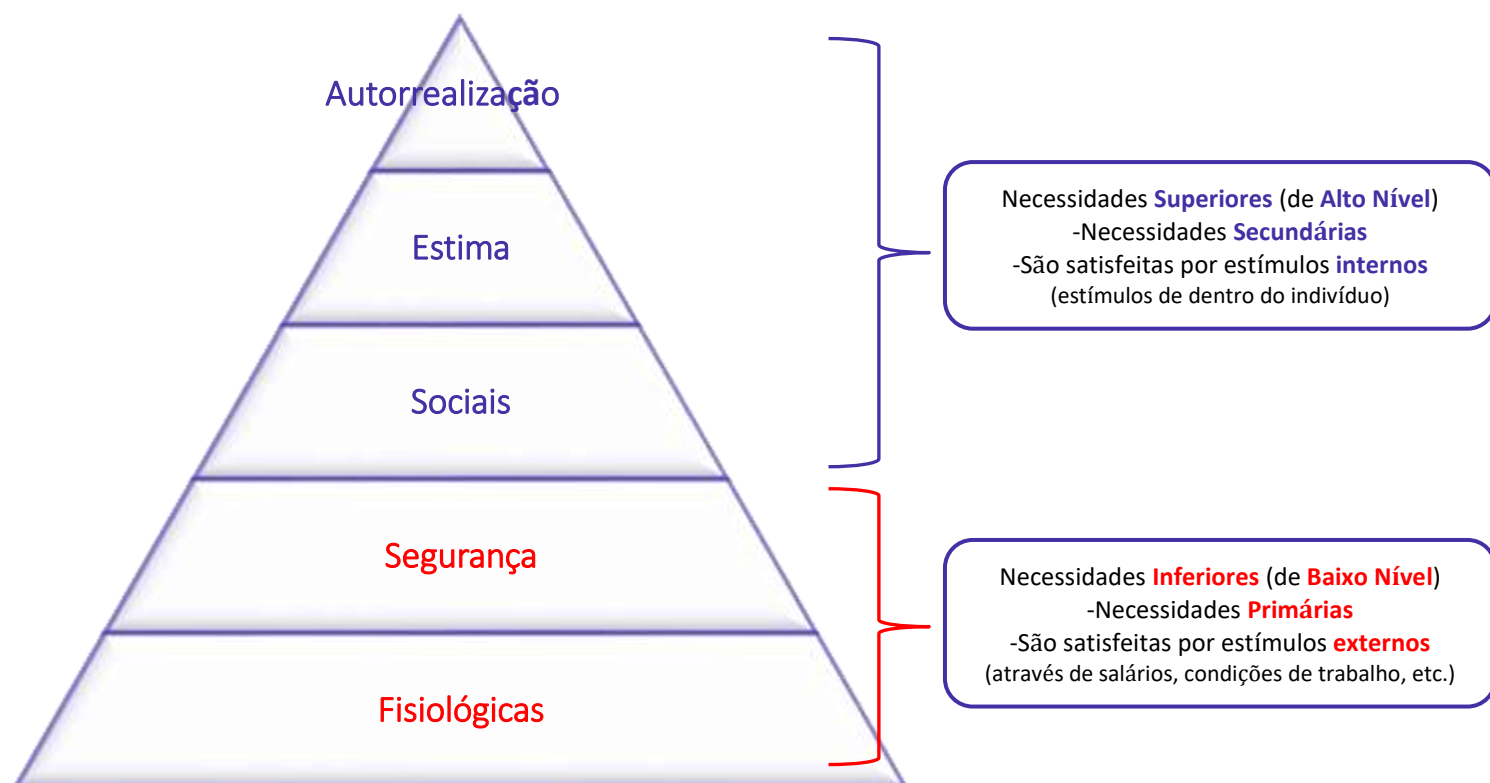 Autorrealização
Estima
Sociais
Segurança
Fisiológicas
Necessidades Superiores (de Alto Nível)
-Necessidades Secundárias
-São satisfeitas por estímulos internos
(estímulos de dentro do indivíduo)
Necessidades Inferiores (de Baixo Nível)
-Necessidades Primárias
-São satisfeitas por estímulos externos
(através de salários, condições de trabalho, etc.)